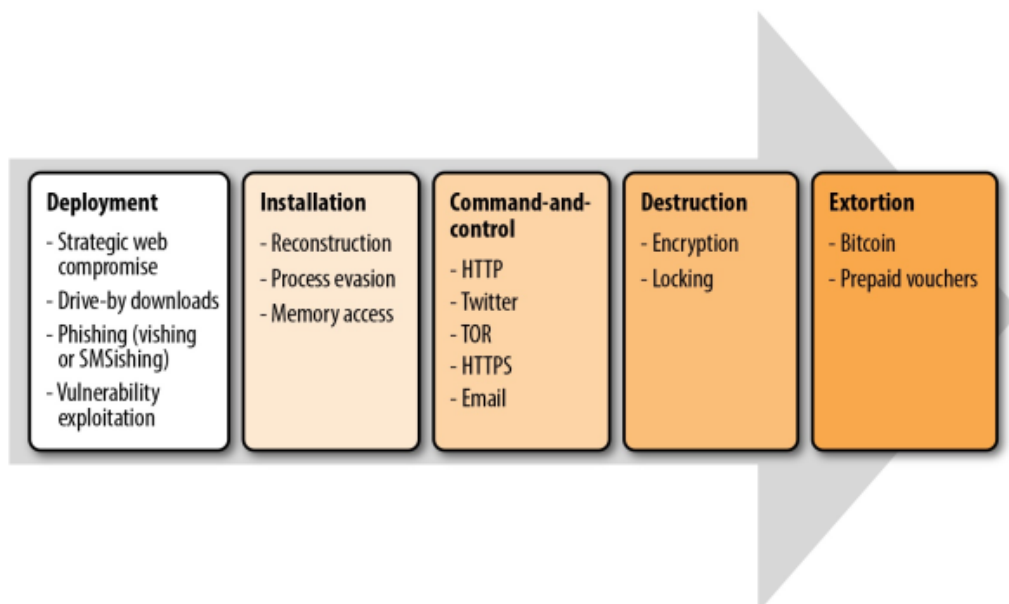 Deployment
- Strategic web
compromise
- Drive-by downloads
- Phishing (vishing
or SMSishing)
- Vulnerability
exploitation
Installation
- Reconstruction
- Process evasion
- Memory access
Command-and-
control
- HTTP
- Twitter
- TOR
- HTTPS
- Email
Destruction
- Encryption
- Locking
Extortion
- Bitcoin
- Prepaid vouchers